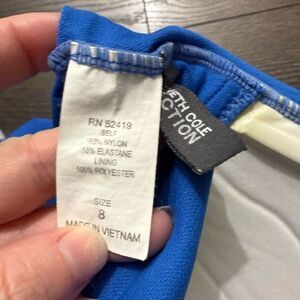 RN 52419
SELF
82% NYLON
18% ELASTANE
LINING
100% POLYESTER
SIZE
8
MADE IN VIETNAM
NETH COLE
CTION